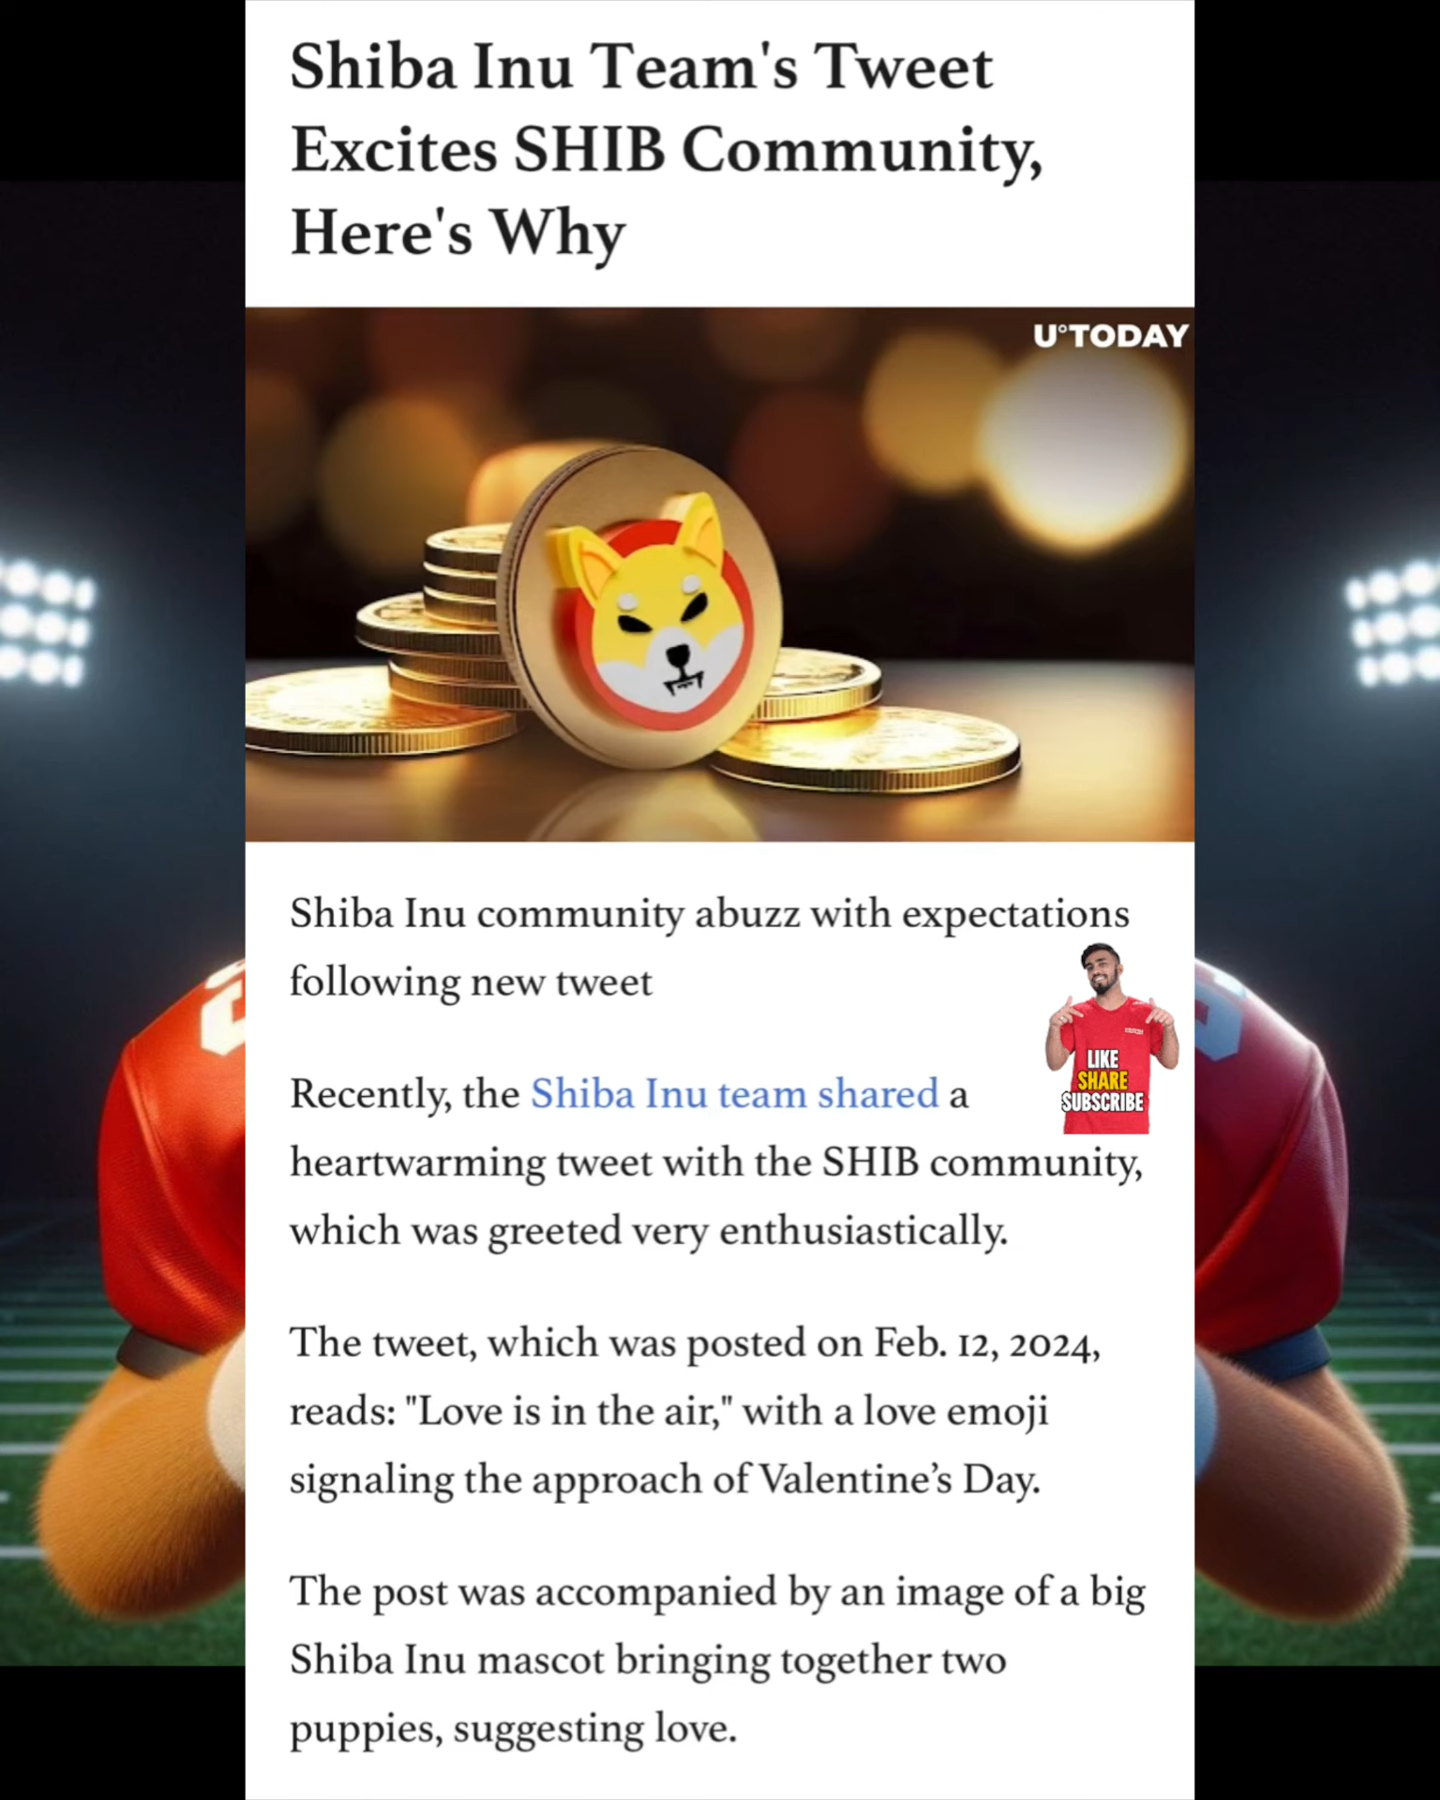 Shiba Inu Team's Tweet
Excites SHIB Community,
Here's Why
U°TODAY
Shiba Inu community abuzz with expectations
following new tweet
Recently, the Shiba Inu team shared a
heartwarming tweet with the SHIB community,
which was greeted very enthusiastically.
The tweet, which was posted on Feb. 12, 2024,
reads: "Love is in the air," with a love emoji
signaling the approach of Valentine’s Day.
The post was accompanied by an image of a big
Shiba Inu mascot bringing together two
puppies, suggesting love.
LIKE
SHARE
SUBSCRIBE